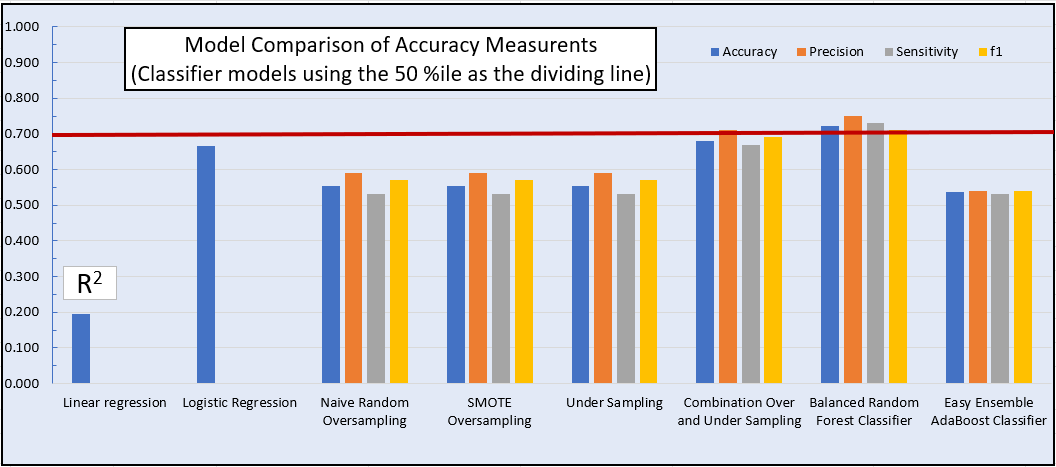 Model Comparison of Accuracy Measurents
(Classifier models using the 50 %ile as the dividing line)
Accuracy Precision Sensitivity f1
1.000
0.900
0.800
0.700
0.600
0.500
0.400
0.300
0.200
0.100
0.000
R²
Linear regression
Logistic Regression
Naive Random
Oversampling
SMOTE
Oversampling
Under Sampling
Combination Over
and Under Sampling
Balanced Random
Forest Classifier
Easy Ensemble
AdaBoost Classifier